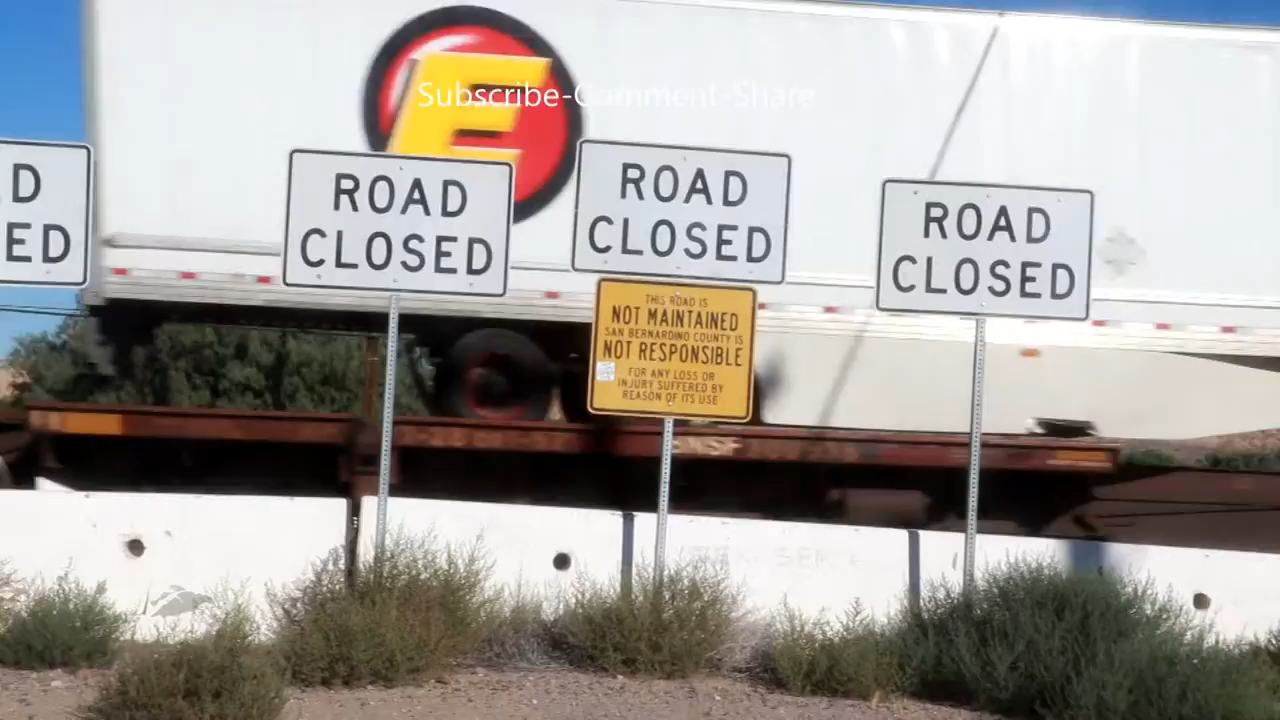 E
Subscribe-Comment-Share
D
ED
ROAD
CLOSED
ROAD
CLOSED
THIS ROAD IS
NOT MAINTAINED
SAN BERNARDINO COUNTY IS
NOT RESPONSIBLE
FOR ANY LOSS OR
INJURY SUFFERED BY
REASON OF ITS USE
ROAD
CLOSED
BNSF